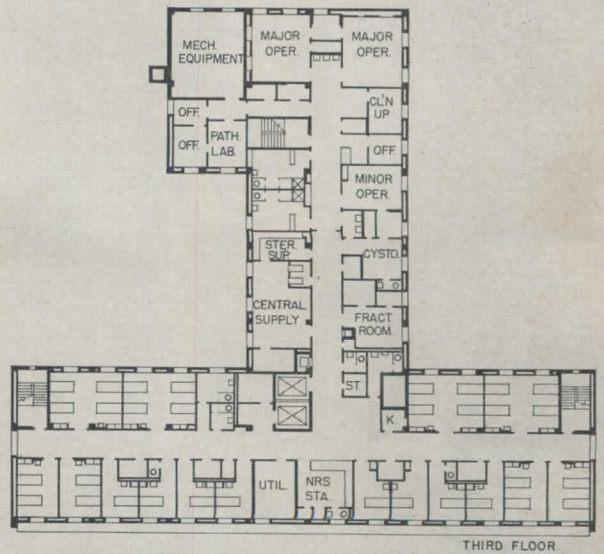 MECH.
EQUIPMENT
MAJOR
OPER.
MAJOR
OPER.
OFF.
OFF.
PATH.
LAB.
CL'N
UP
OFF.
MINOR
OPER.
STER.
SUP.
CYSTO.
CENTRAL
SUPPLY
FRACT.
ROOM.
ST.
K.
UTIL.
NRS
STA.
THIRD FLOOR